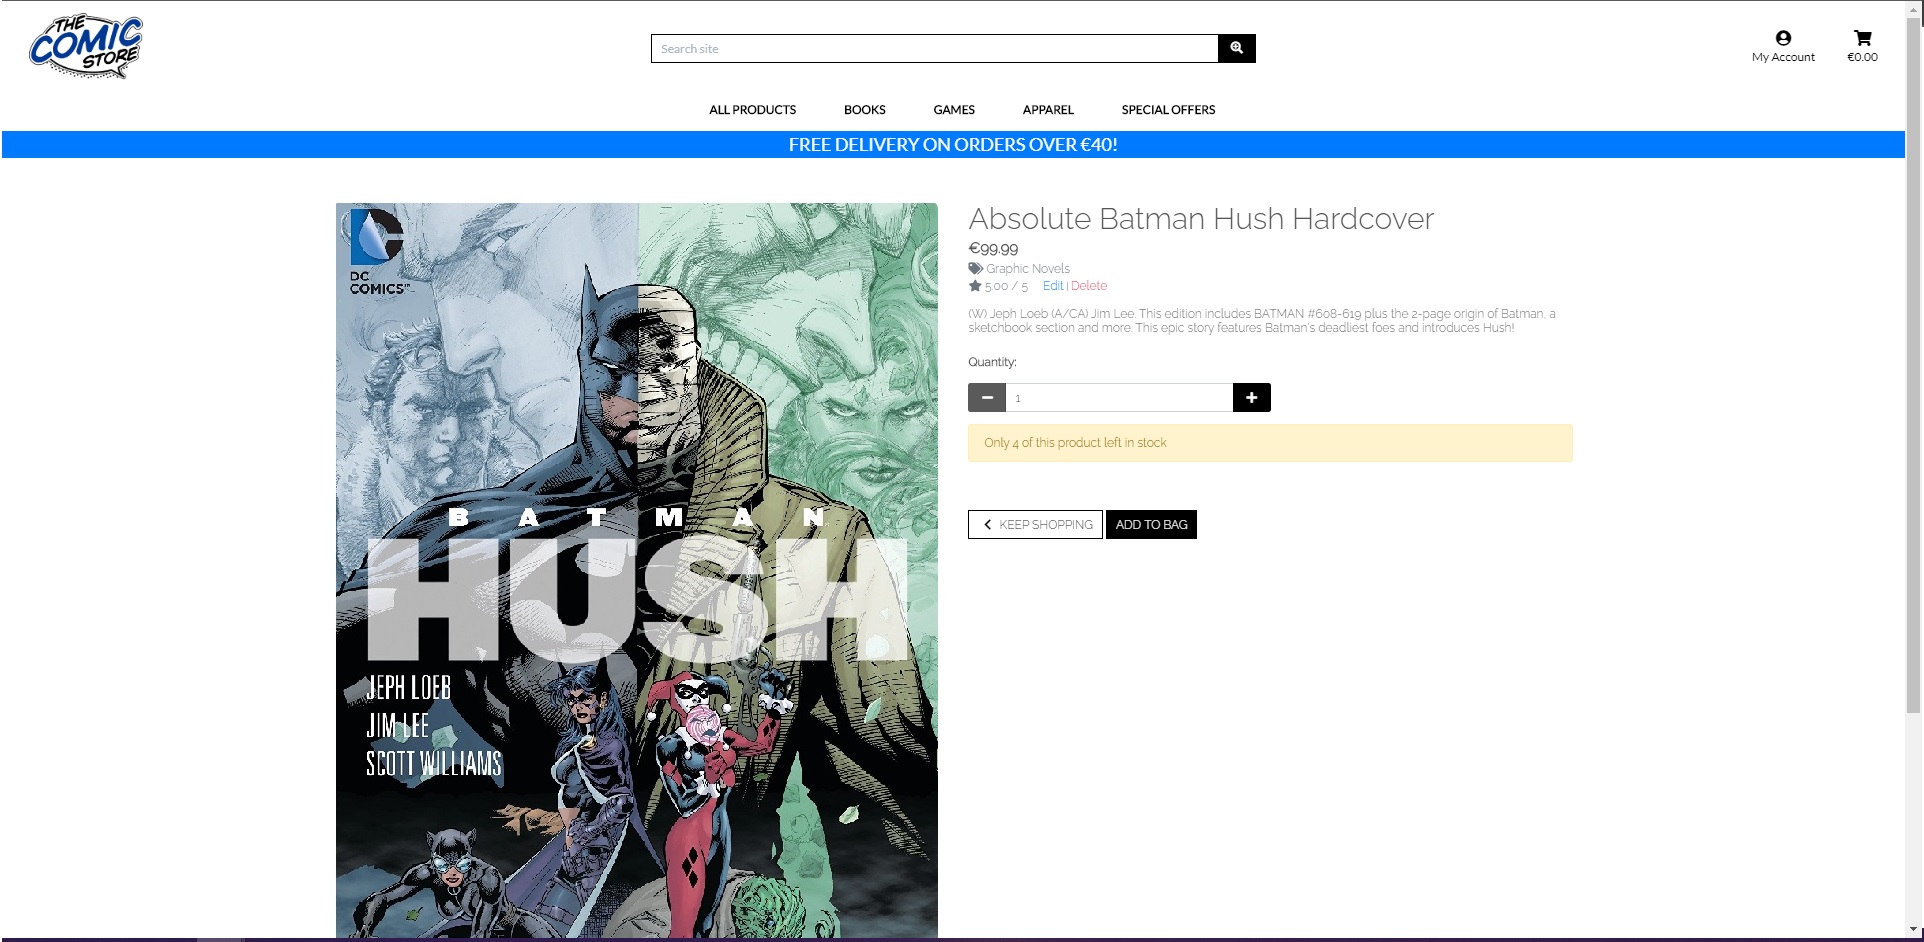 THE
COMIC
STORE
Search site
My Account
€0.00
ALL PRODUCTS BOOKS GAMES APPAREL SPECIAL OFFERS
FREE DELIVERY ON ORDERS OVER €40!
DC
COMICS™
BATMAN
HUSH
JEPH LOEB
JIM LEE
SCOTT WILLIAMS
Absolute Batman Hush Hardcover
€99.99
Graphic Novels
5.00 / 5 Edit | Delete
(W) Jeph Loeb (A/CA) Jim Lee. This edition includes BATMAN #608-619 plus the 2-page origin of Batman, a
sketchbook section and more. This epic story features Batman's deadliest foes and introduces Hush!
Quantity:
1
Only 4 of this product left in stock
KEEP SHOPPING ADD TO BAG